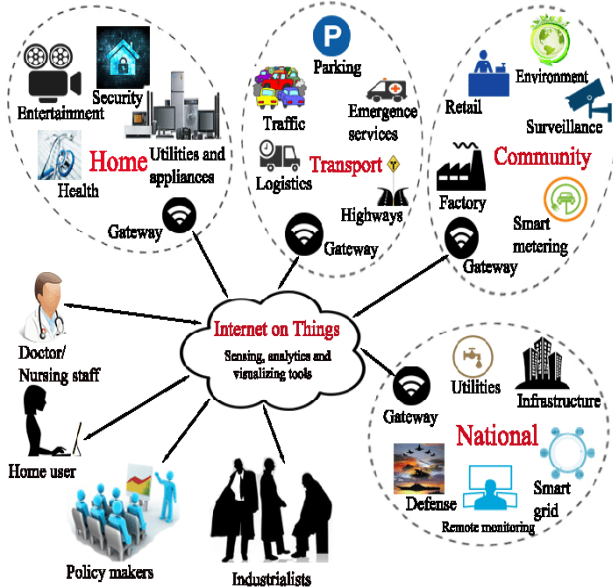 Entertainment
Security
Health
Home
Utilities and
appliances
Gateway
P
Parking
Traffic
Emergence
services
Logistics
Transport
Highways
Gateway
Retail
Environment
Surveillance
Community
Factory
Smart
metering
Gateway
Internet on Things
Sensing, analytics and
visualizing tools
Doctor/
Nursing staff
Home user
Policy makers
Industrialists
Gateway
Utilities
Infrastructure
National
Defense
Remote monitoring
Smart
grid